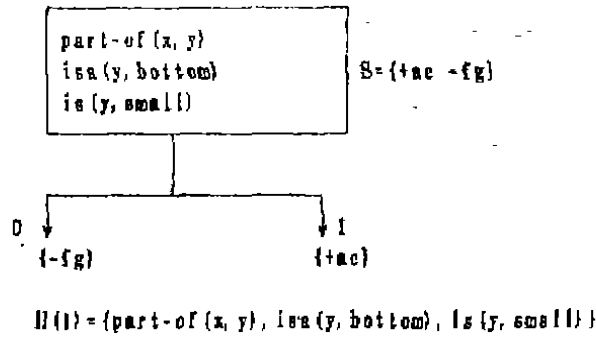 part-of(x, y)
isa(y, bottom)
is(y, small)
S={+ac -fg}
0
1
{-fg}
{+ac}
H(1)={part-of(x, y), isa(y, bottom), is(y, small)}